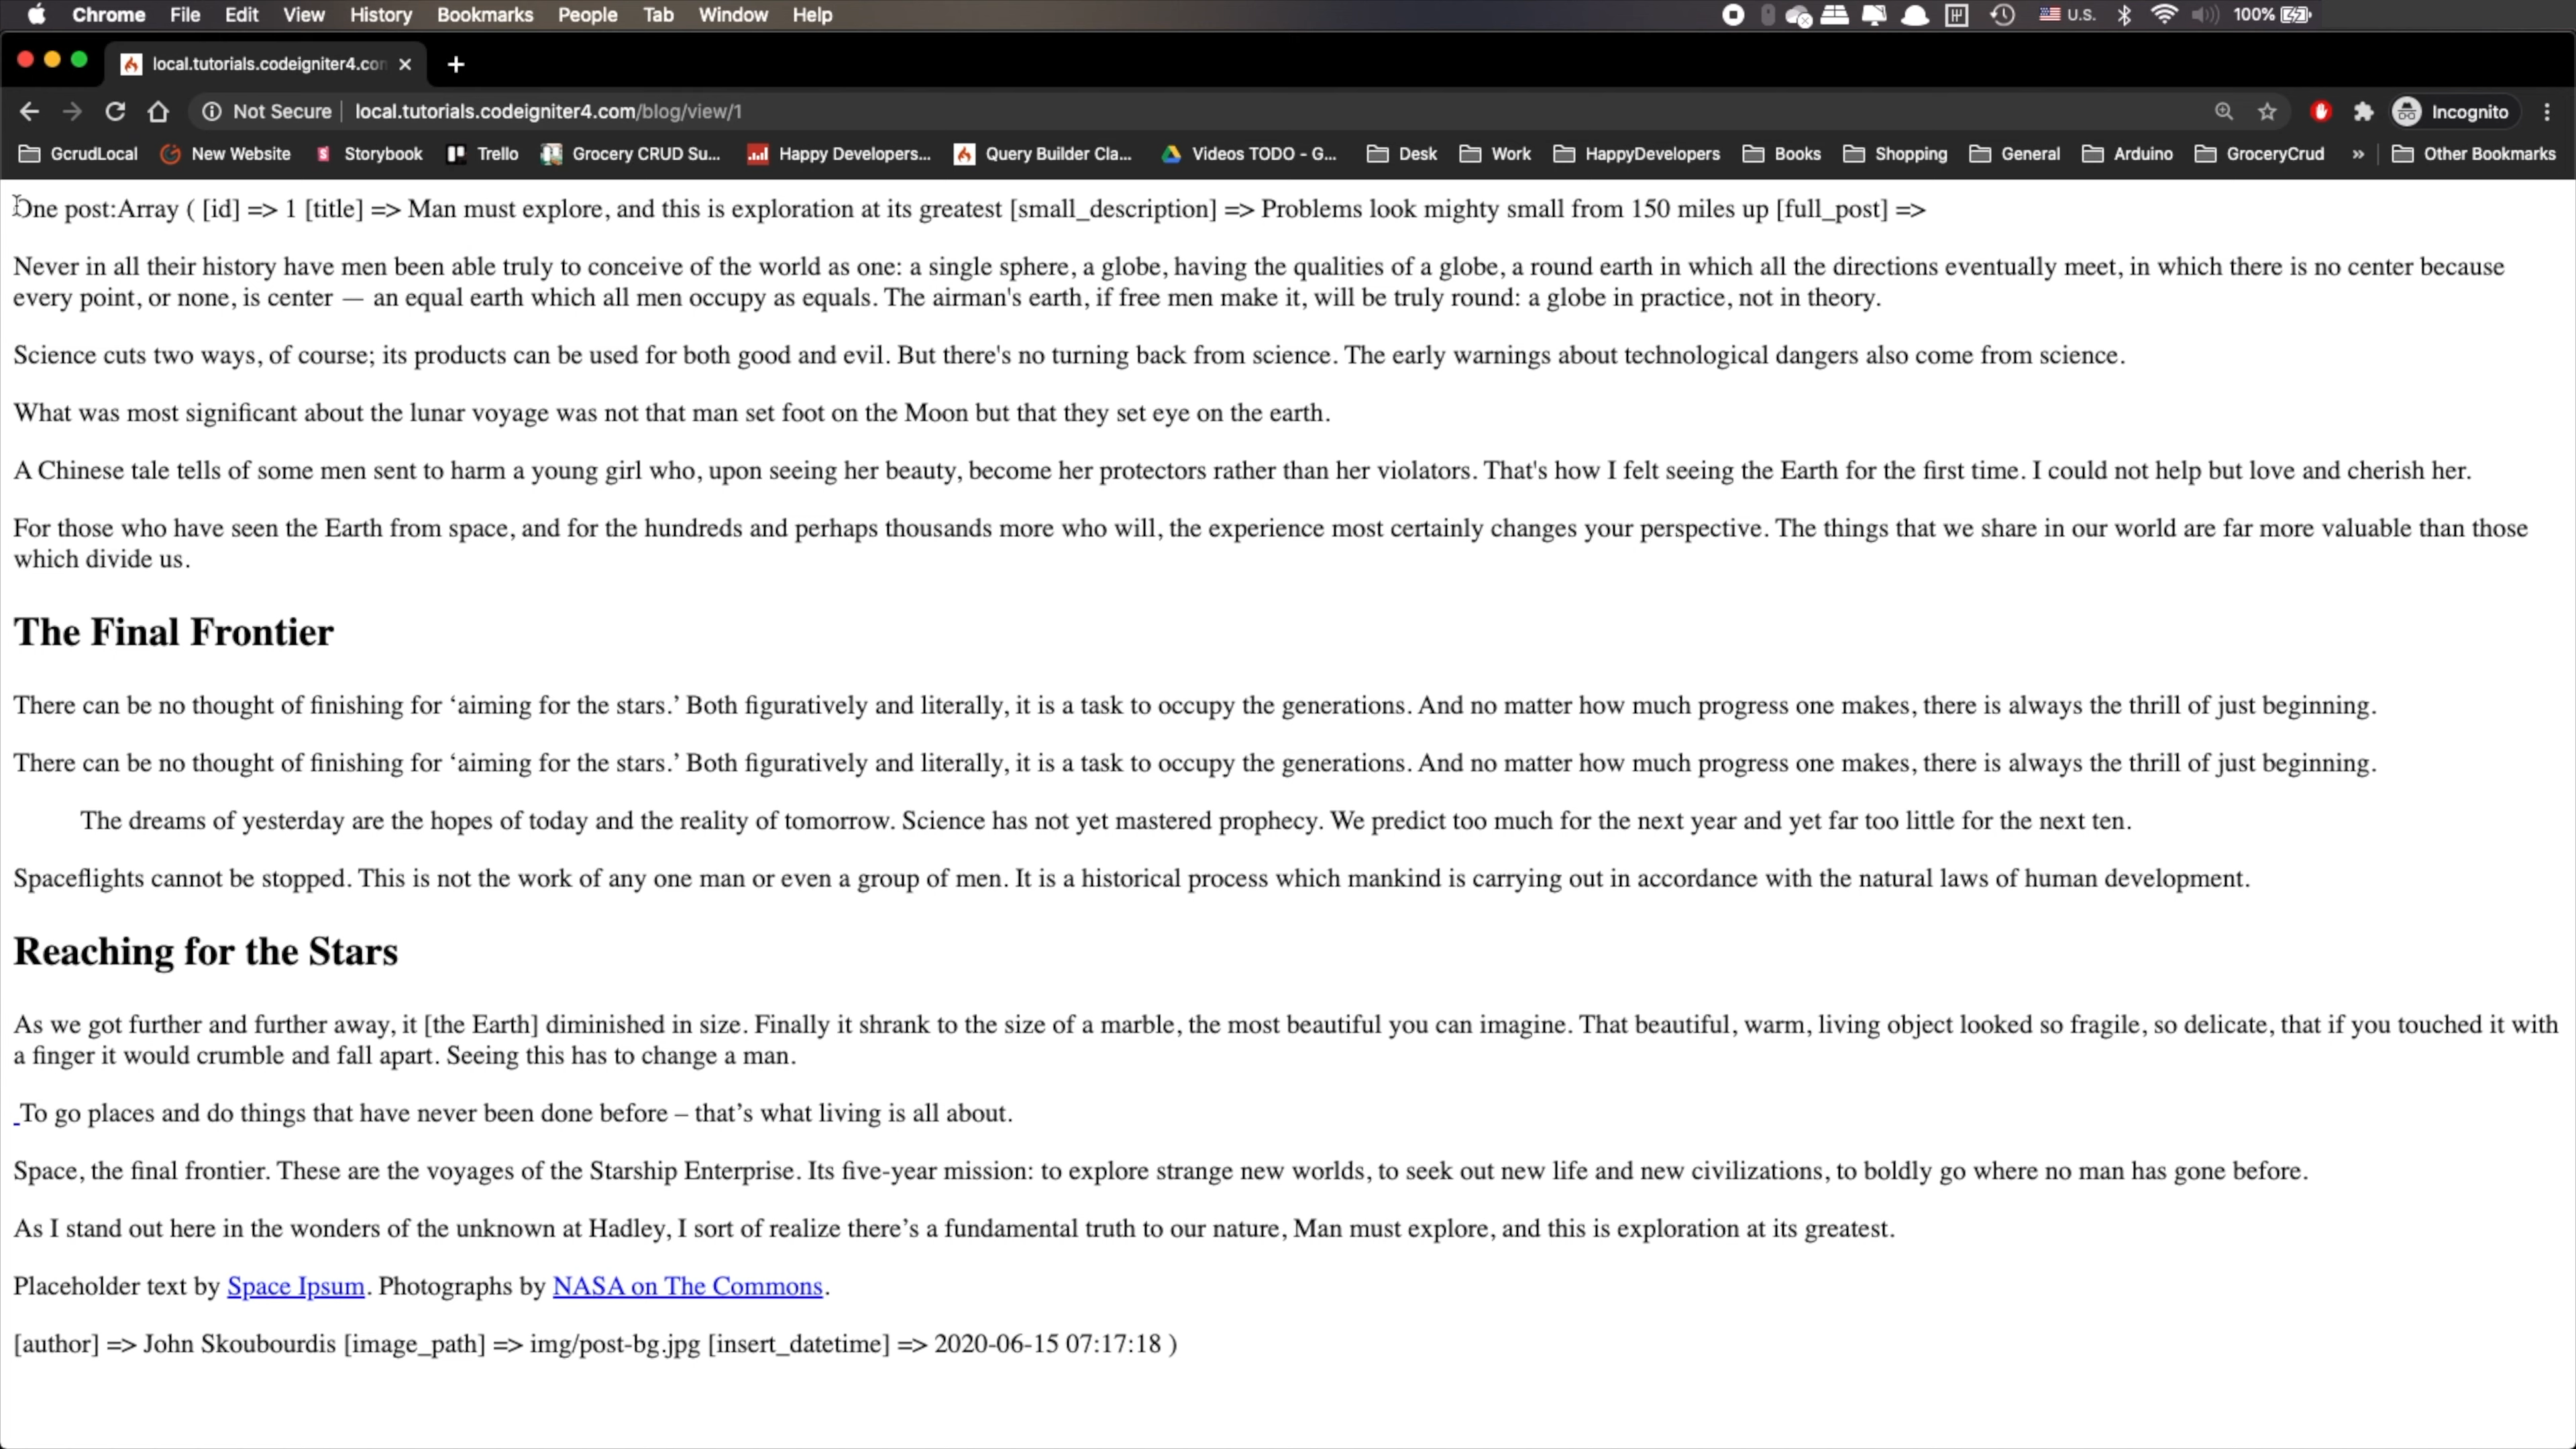 Chrome File Edit View History Bookmarks People Tab Window Help U.S. 100%
local.tutorials.codeigniter4.con
Not Secure local.tutorials.codeigniter4.com/blog/view/1 Incognito
GcrudLocal New Website Storybook Trello Grocery CRUD Su... Happy Developers... Query Builder Cla... Videos TODO - G... Desk Work HappyDevelopers Books Shopping General Arduino GroceryCrud » Other Bookmarks
One post:Array ( [id] => 1 [title] => Man must explore, and this is exploration at its greatest [small_description] => Problems look mighty small from 150 miles up [full_post] =>
Never in all their history have men been able truly to conceive of the world as one: a single sphere, a globe, having the qualities of a globe, a round earth in which all the directions eventually meet, in which there is no center because
every point, or none, is center — an equal earth which all men occupy as equals. The airman's earth, if free men make it, will be truly round: a globe in practice, not in theory.
Science cuts two ways, of course; its products can be used for both good and evil. But there's no turning back from science. The early warnings about technological dangers also come from science.
What was most significant about the lunar voyage was not that man set foot on the Moon but that they set eye on the earth.
A Chinese tale tells of some men sent to harm a young girl who, upon seeing her beauty, become her protectors rather than her violators. That's how I felt seeing the Earth for the first time. I could not help but love and cherish her.
For those who have seen the Earth from space, and for the hundreds and perhaps thousands more who will, the experience most certainly changes your perspective. The things that we share in our world are far more valuable than those
which divide us.
The Final Frontier
There can be no thought of finishing for ‘aiming for the stars.’ Both figuratively and literally, it is a task to occupy the generations. And no matter how much progress one makes, there is always the thrill of just beginning.
There can be no thought of finishing for ‘aiming for the stars.’ Both figuratively and literally, it is a task to occupy the generations. And no matter how much progress one makes, there is always the thrill of just beginning.
The dreams of yesterday are the hopes of today and the reality of tomorrow. Science has not yet mastered prophecy. We predict too much for the next year and yet far too little for the next ten.
Spaceflights cannot be stopped. This is not the work of any one man or even a group of men. It is a historical process which mankind is carrying out in accordance with the natural laws of human development.
Reaching for the Stars
As we got further and further away, it [the Earth] diminished in size. Finally it shrank to the size of a marble, the most beautiful you can imagine. That beautiful, warm, living object looked so fragile, so delicate, that if you touched it with
a finger it would crumble and fall apart. Seeing this has to change a man.
To go places and do things that have never been done before – that’s what living is all about.
Space, the final frontier. These are the voyages of the Starship Enterprise. Its five-year mission: to explore strange new worlds, to seek out new life and new civilizations, to boldly go where no man has gone before.
As I stand out here in the wonders of the unknown at Hadley, I sort of realize there’s a fundamental truth to our nature, Man must explore, and this is exploration at its greatest.
Placeholder text by Space Ipsum. Photographs by NASA on The Commons.
[author] => John Skoubourdis [image_path] => img/post-bg.jpg [insert_datetime] => 2020-06-15 07:17:18 )